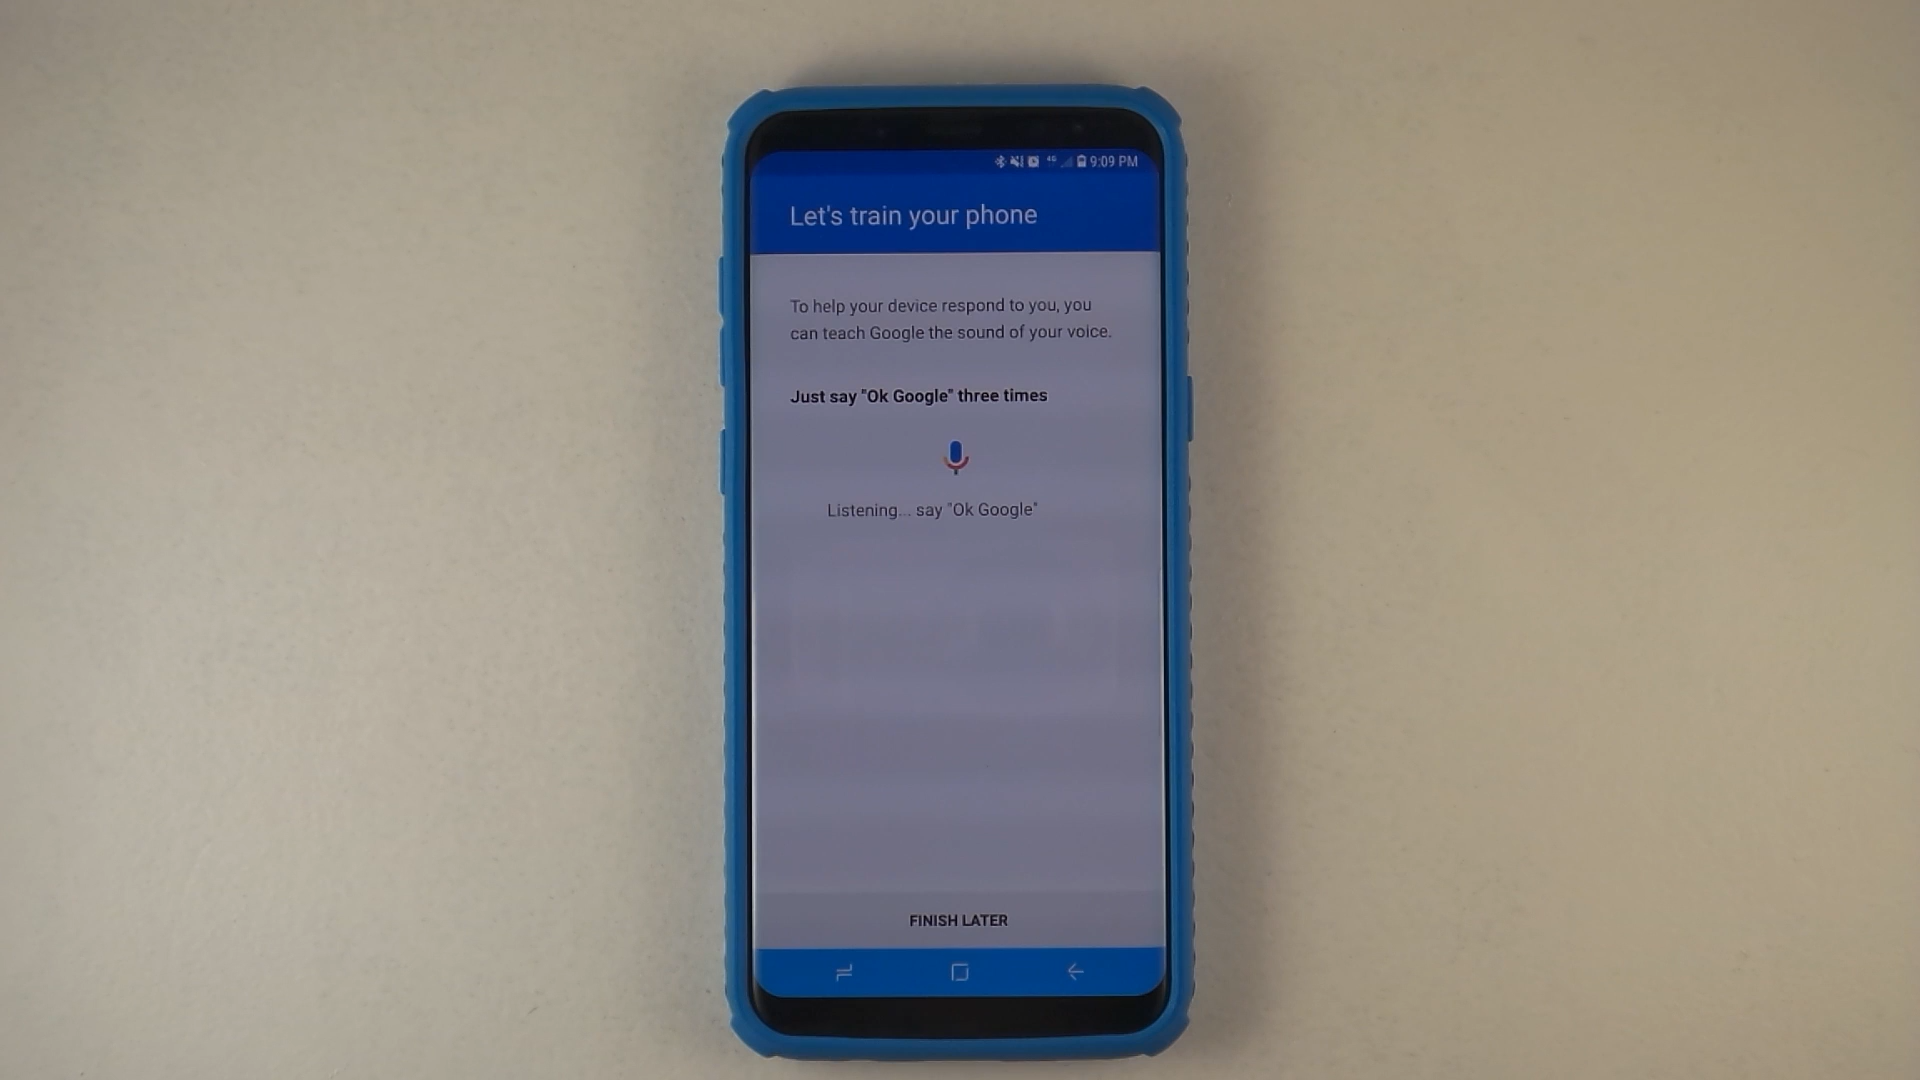 4G 9:09 PM
Let's train your phone
To help your device respond to you, you
can teach Google the sound of your voice.
Just say "Ok Google" three times
Listening... say "Ok Google"
FINISH LATER